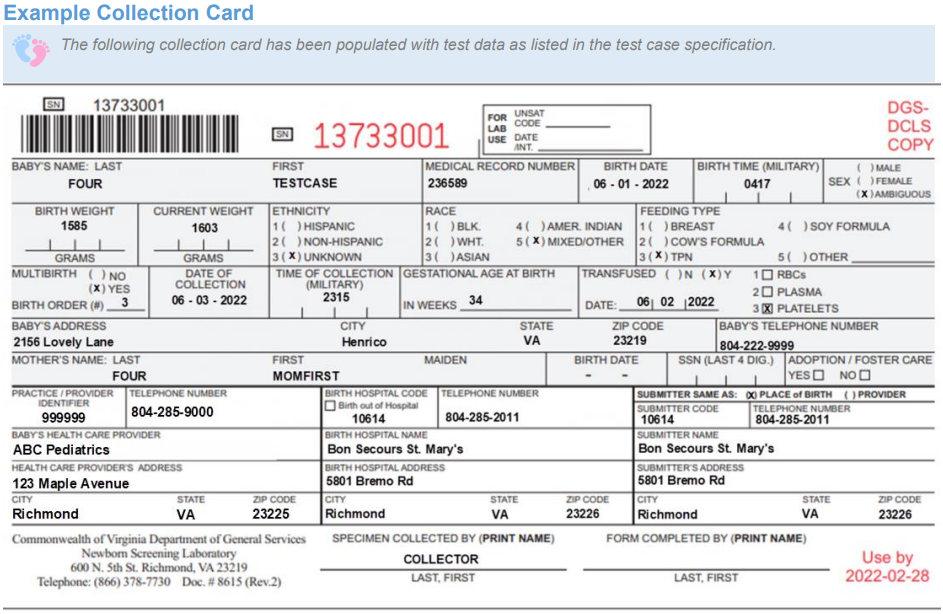 Example Collection Card
The following collection card has been populated with test data as listed in the test case specification.
SN 13733001
SN 13733001
FOR LAB USE
UNSAT CODE
DATE /INT.
DGS-
DCLS
COPY
BABY'S NAME: LAST FIRST MEDICAL RECORD NUMBER BIRTH DATE BIRTH TIME (MILITARY) SEX ( ) MALE
( ) FEMALE
(X) AMBIGUOUS
FOUR TESTCASE 236589 06 - 01 - 2022 0417
BIRTH WEIGHT CURRENT WEIGHT ETHNICITY RACE FEEDING TYPE
1585 1603 1 ( ) HISPANIC 1 ( ) BLK. 4 ( ) AMER. INDIAN 1 ( ) BREAST 4 ( ) SOY FORMULA
2 ( ) NON-HISPANIC 2 ( ) WHT. 5 (X) MIXED/OTHER 2 ( ) COW'S FORMULA
GRAMS GRAMS 3 (X) UNKNOWN 3 ( ) ASIAN 3 (X) TPN 5 ( ) OTHER
MULTIBIRTH ( ) NO DATE OF COLLECTION TIME OF COLLECTION (MILITARY) GESTATIONAL AGE AT BIRTH TRANSFUSED ( ) N (X) Y 1 ☐ RBCs
(X) YES 2 ☐ PLASMA
BIRTH ORDER (#) 3 06 - 03 - 2022 2315 IN WEEKS 34 DATE: 06 02 2022 3 ☒ PLATELETS
BABY'S ADDRESS CITY STATE ZIP CODE BABY'S TELEPHONE NUMBER
2156 Lovely Lane Henrico VA 23219 804-222-9999
MOTHER'S NAME: LAST FIRST MAIDEN BIRTH DATE SSN (LAST 4 DIG.) ADOPTION / FOSTER CARE
FOUR MOMFIRST - - YES ☐ NO ☐
PRACTICE / PROVIDER IDENTIFIER TELEPHONE NUMBER BIRTH HOSPITAL CODE TELEPHONE NUMBER SUBMITTER SAME AS: (X) PLACE of BIRTH ( ) PROVIDER
☐ Birth out of Hospital SUBMITTER CODE TELEPHONE NUMBER
999999 804-285-9000 10614 804-285-2011 10614 804-285-2011
BABY'S HEALTH CARE PROVIDER BIRTH HOSPITAL NAME SUBMITTER NAME
ABC Pediatrics Bon Secours St. Mary's Bon Secours St. Mary's
HEALTH CARE PROVIDER'S ADDRESS BIRTH HOSPITAL ADDRESS SUBMITTER'S ADDRESS
123 Maple Avenue 5801 Bremo Rd 5801 Bremo Rd
CITY STATE ZIP CODE CITY STATE ZIP CODE CITY STATE ZIP CODE
Richmond VA 23225 Richmond VA 23226 Richmond VA 23226
Commonwealth of Virginia Department of General Services
Newborn Screening Laboratory
600 N. 5th St. Richmond, VA 23219
Telephone: (866) 378-7730 Doc. # 8615 (Rev.2)
SPECIMEN COLLECTED BY (PRINT NAME)
COLLECTOR
LAST, FIRST
FORM COMPLETED BY (PRINT NAME)
LAST, FIRST
Use by
2022-02-28